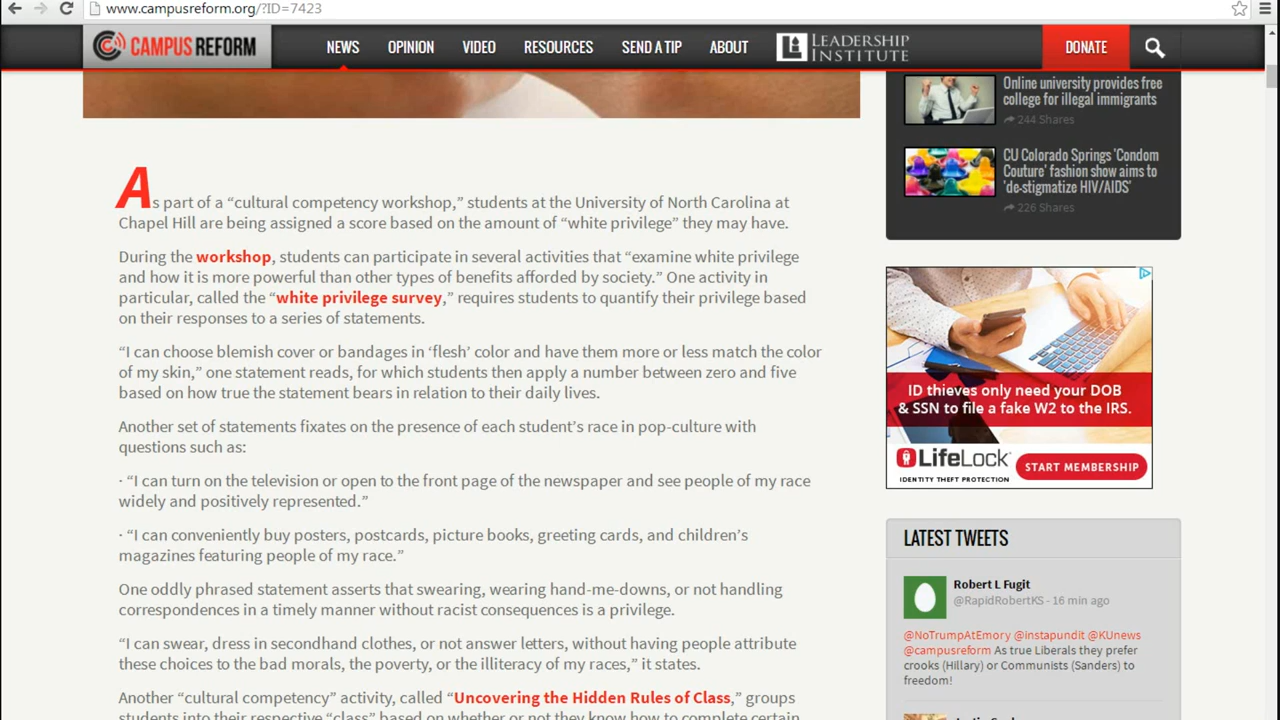 www.campusreform.org/?ID=7423
CAMPUS REFORM
NEWS
OPINION
VIDEO
RESOURCES
SEND A TIP
ABOUT
LEADERSHIP
INSTITUTE
DONATE
As part of a “cultural competency workshop,” students at the University of North Carolina at
Chapel Hill are being assigned a score based on the amount of “white privilege” they may have.
During the workshop, students can participate in several activities that “examine white privilege
and how it is more powerful than other types of benefits afforded by society.” One activity in
particular, called the “white privilege survey,” requires students to quantify their privilege based
on their responses to a series of statements.
“I can choose blemish cover or bandages in ‘flesh’ color and have them more or less match the color
of my skin,” one statement reads, for which students then apply a number between zero and five
based on how true the statement bears in relation to their daily lives.
Another set of statements fixates on the presence of each student’s race in pop-culture with
questions such as:
· “I can turn on the television or open to the front page of the newspaper and see people of my race
widely and positively represented.”
· “I can conveniently buy posters, postcards, picture books, greeting cards, and children’s
magazines featuring people of my race.”
One oddly phrased statement asserts that swearing, wearing hand-me-downs, or not handling
correspondences in a timely manner without racist consequences is a privilege.
“I can swear, dress in secondhand clothes, or not answer letters, without having people attribute
these choices to the bad morals, the poverty, or the illiteracy of my races,” it states.
Another “cultural competency” activity, called “Uncovering the Hidden Rules of Class,” groups
students into their respective “class” based on whether or not they know how to complete certain
Online university provides free
college for illegal immigrants
244 Shares
CU Colorado Springs 'Condom
Couture' fashion show aims to
'de-stigmatize HIV/AIDS'
226 Shares
ID thieves only need your DOB
& SSN to file a fake W2 to the IRS.
LifeLock
IDENTITY THEFT PROTECTION
START MEMBERSHIP
LATEST TWEETS
Robert L Fugit
@RapidRobertKS - 16 min ago
@NoTrumpAtEmory @instapundit @KUnews
@campusreform As true Liberals they prefer
crooks (Hillary) or Communists (Sanders) to
freedom!